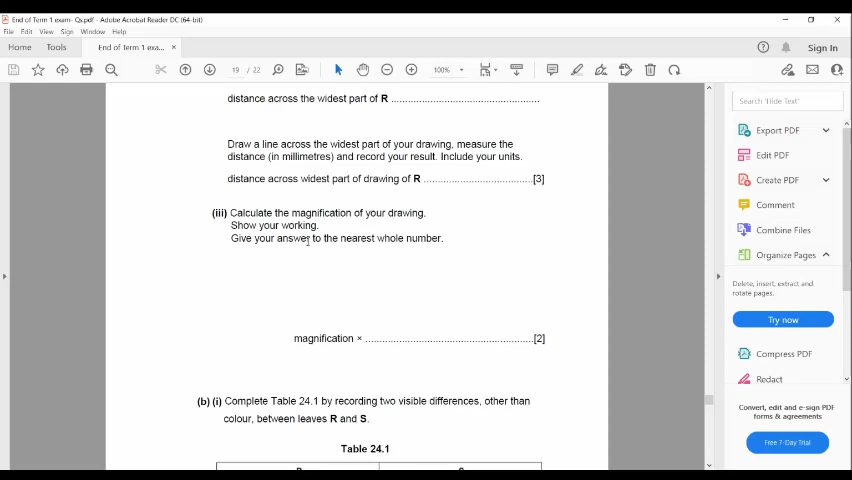 End of Term 1 exam- Qs.pdf - Adobe Acrobat Reader DC (64-bit)
File Edit View Sign Window Help
Home Tools End of Term 1 exa... × Sign In
19 / 22 100%
distance across the widest part of R ..................................................
Search 'Hide Text'
Export PDF
Draw a line across the widest part of your drawing, measure the
distance (in millimetres) and record your result. Include your units.
Edit PDF
distance across widest part of drawing of R ....................................[3]
Create PDF
Comment
(iii) Calculate the magnification of your drawing.
Show your working.
Give your answer to the nearest whole number.
Combine Files
Organize Pages
Delete, insert, extract and
rotate pages.
Try now
magnification × ........................................................[2]
Compress PDF
Redact
(b) (i) Complete Table 24.1 by recording two visible differences, other than
colour, between leaves R and S.
Convert, edit and e-sign PDF
forms & agreements
Free 7-Day Trial
Table 24.1